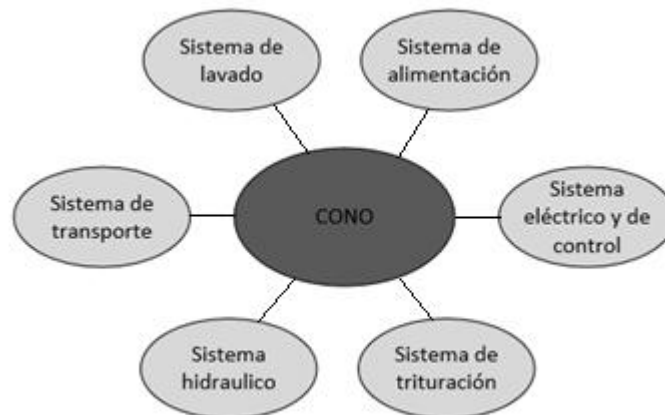 Sistema de
lavado
Sistema de
alimentación
Sistema de
transporte
CONO
Sistema
eléctrico y de
control
Sistema
hidraulico
Sistema de
trituración